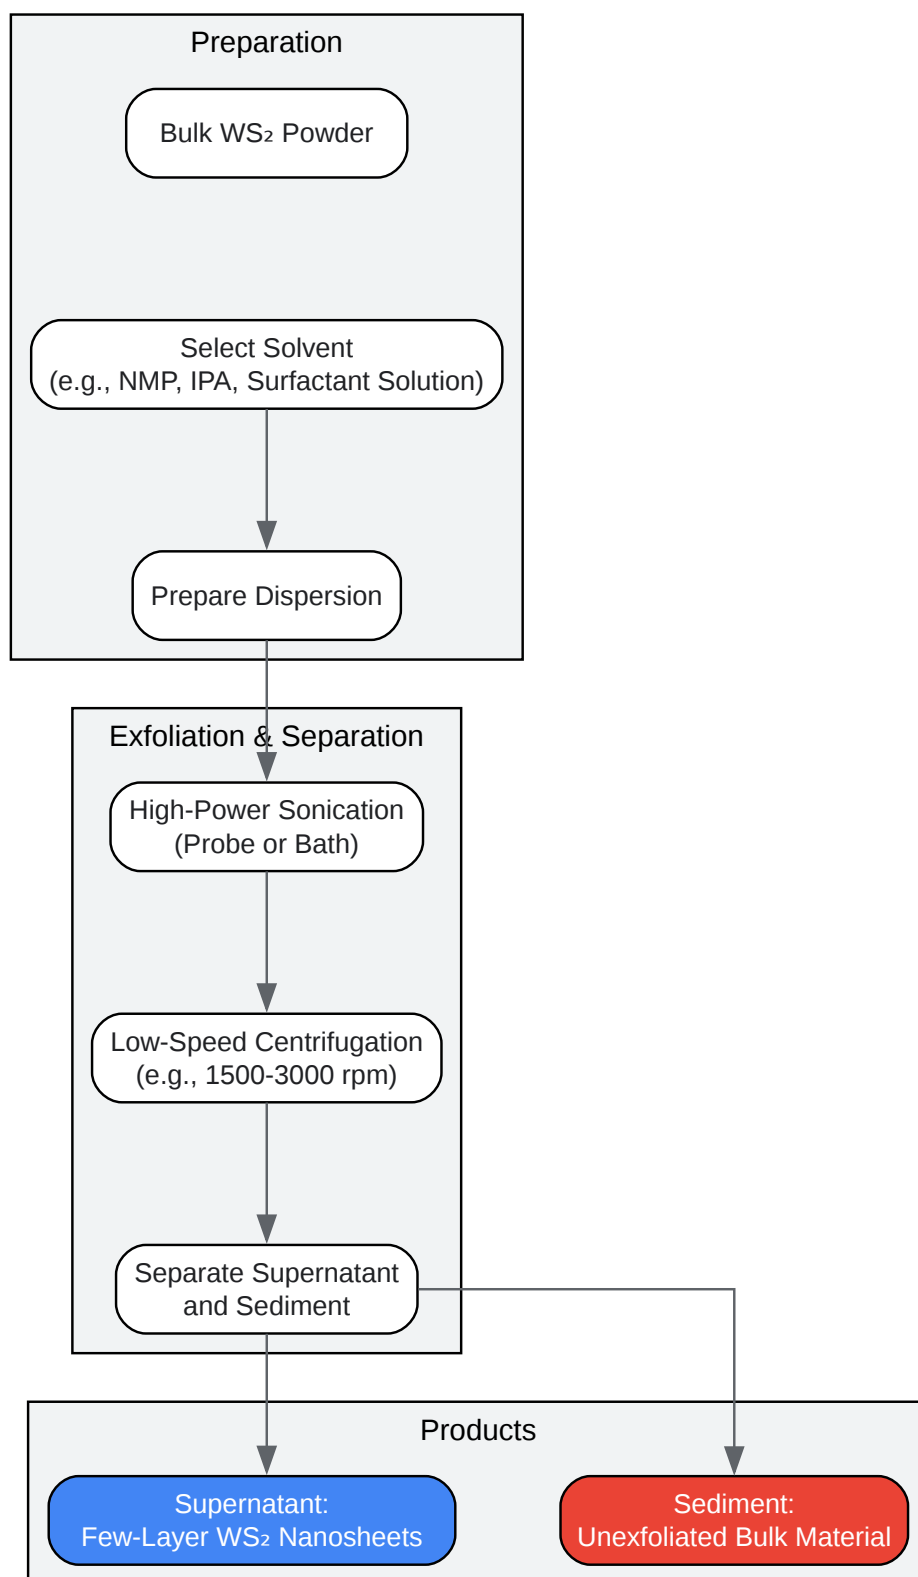 Preparation
Bulk WS₂ Powder
Select Solvent
(e.g., NMP, IPA, Surfactant Solution)
Prepare Dispersion
Exfoliation & Separation
High-Power Sonication
(Probe or Bath)
Low-Speed Centrifugation
(e.g., 1500-3000 rpm)
Separate Supernatant
and Sediment
Products
Supernatant:
Few-Layer WS₂ Nanosheets
Sediment:
Unexfoliated Bulk Material